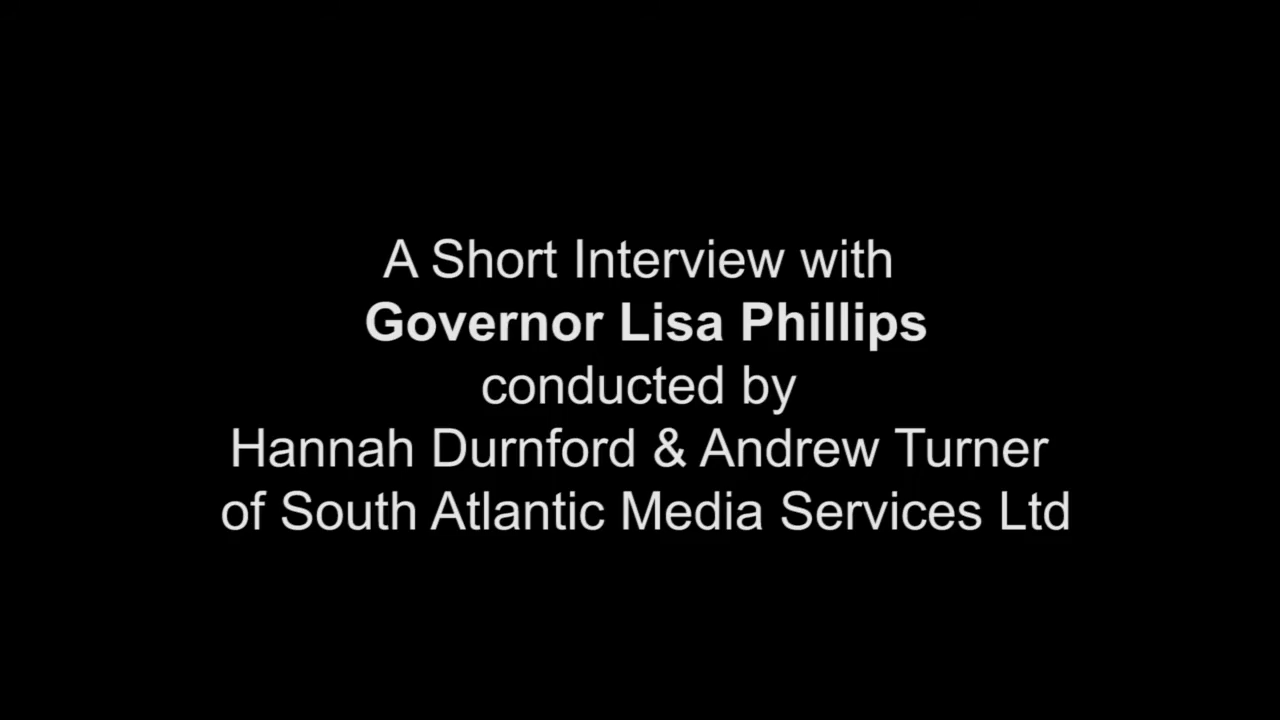 A Short Interview with
Governor Lisa Phillips
conducted by
Hannah Durnford & Andrew Turner
of South Atlantic Media Services Ltd